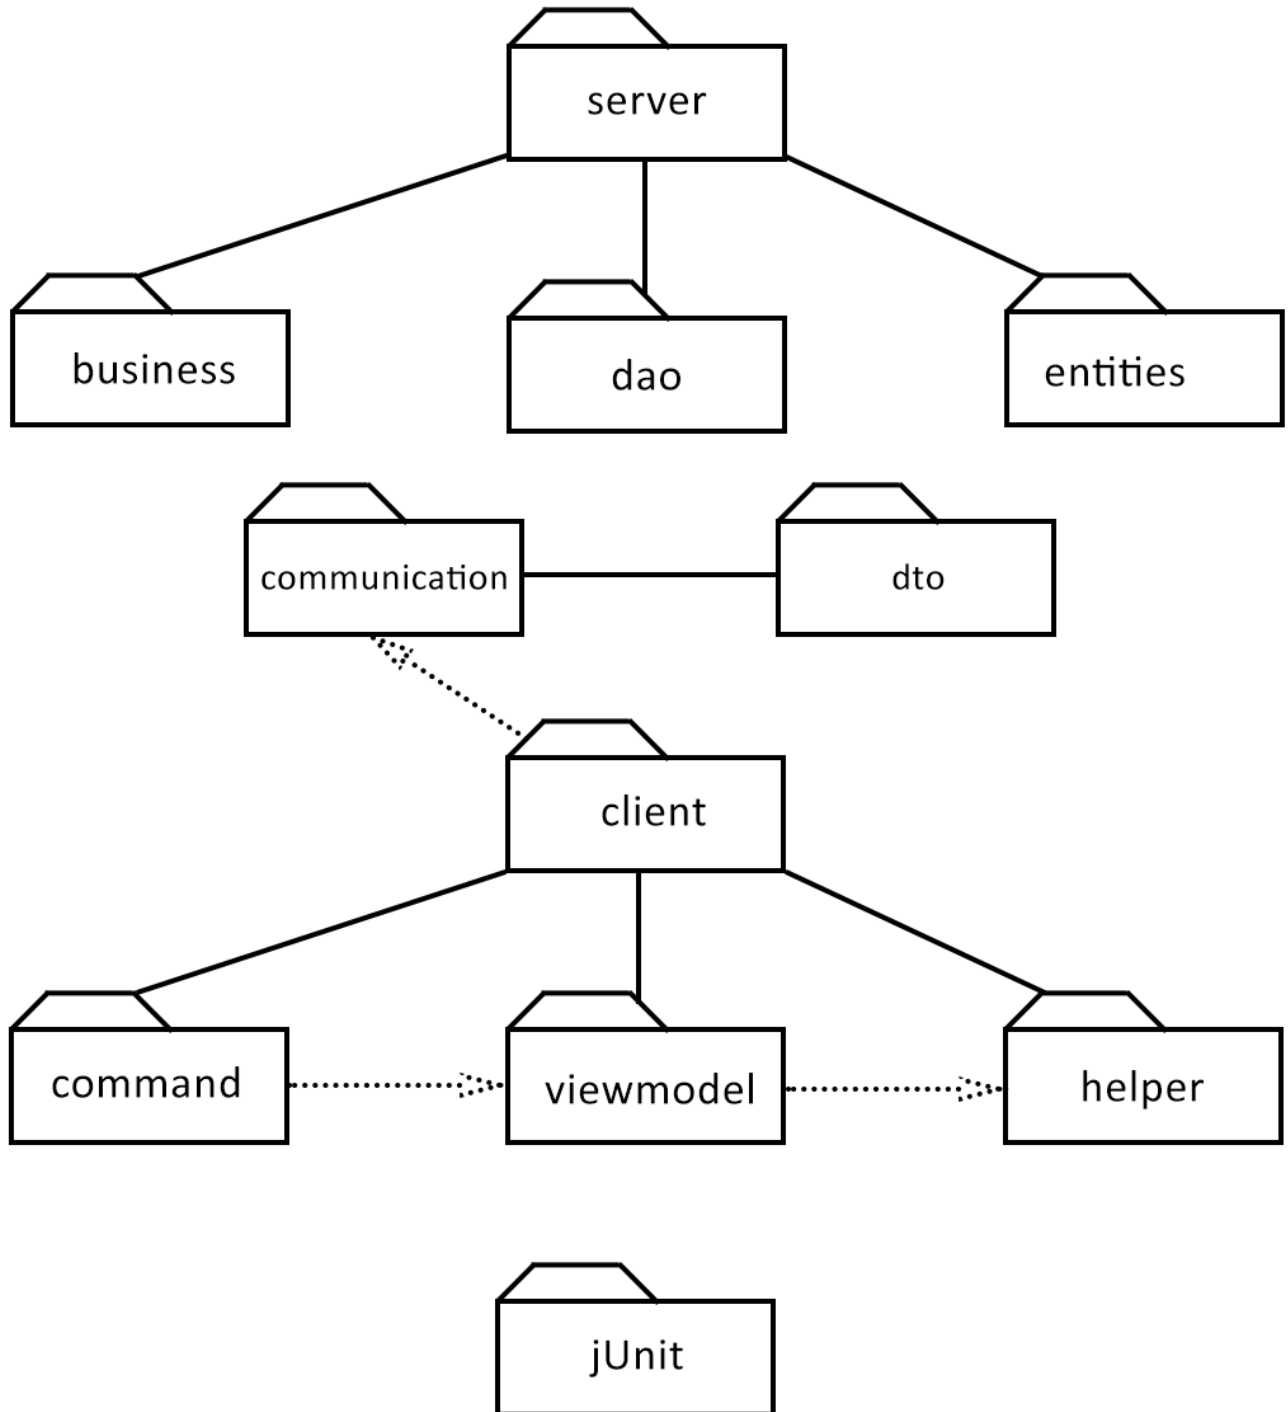 server
business
dao
entities
communication
dto
client
command
viewmodel
helper
jUnit